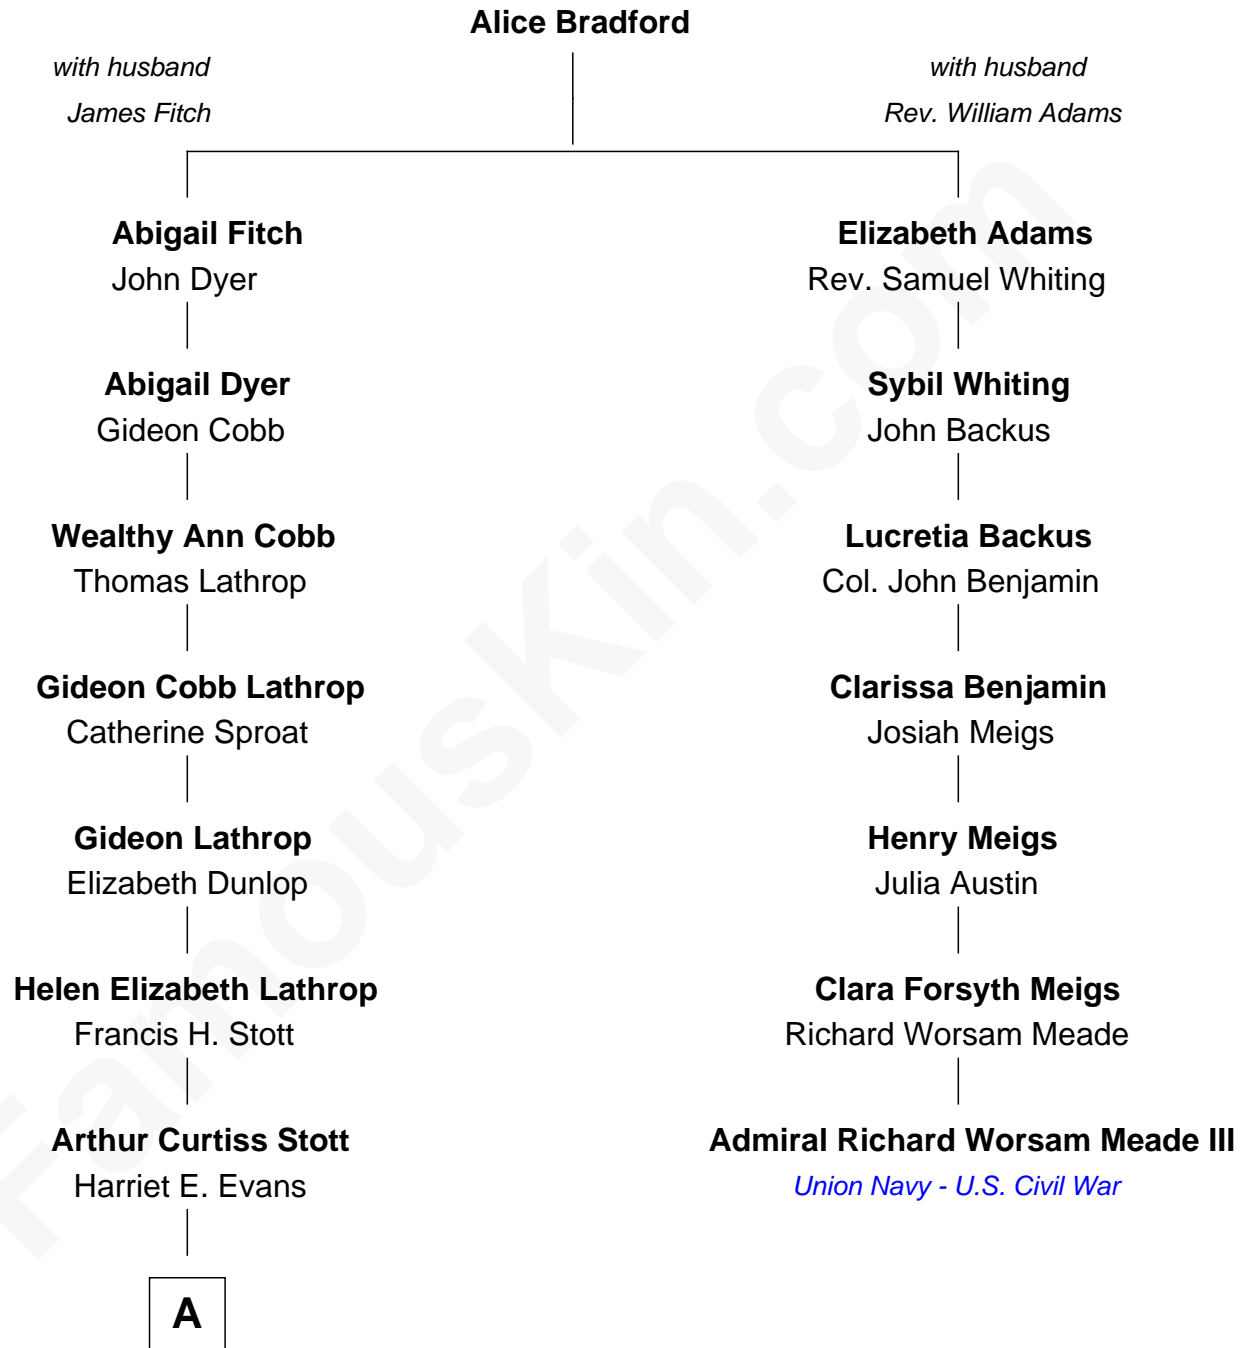 Alice Bradford
with husband
James Fitch
with husband
Rev. William Adams
Abigail Fitch
John Dyer
Elizabeth Adams
Rev. Samuel Whiting
Abigail Dyer
Gideon Cobb
Sybil Whiting
John Backus
Wealthy Ann Cobb
Thomas Lathrop
Lucretia Backus
Col. John Benjamin
Gideon Cobb Lathrop
Catherine Sproat
Clarissa Benjamin
Josiah Meigs
Gideon Lathrop
Elizabeth Dunlop
Henry Meigs
Julia Austin
Helen Elizabeth Lathrop
Francis H. Stott
Clara Forsyth Meigs
Richard Worsam Meade
Arthur Curtiss Stott
Harriet E. Evans
Admiral Richard Worsam Meade III
Union Navy - U.S. Civil War
A
FamousKin.com